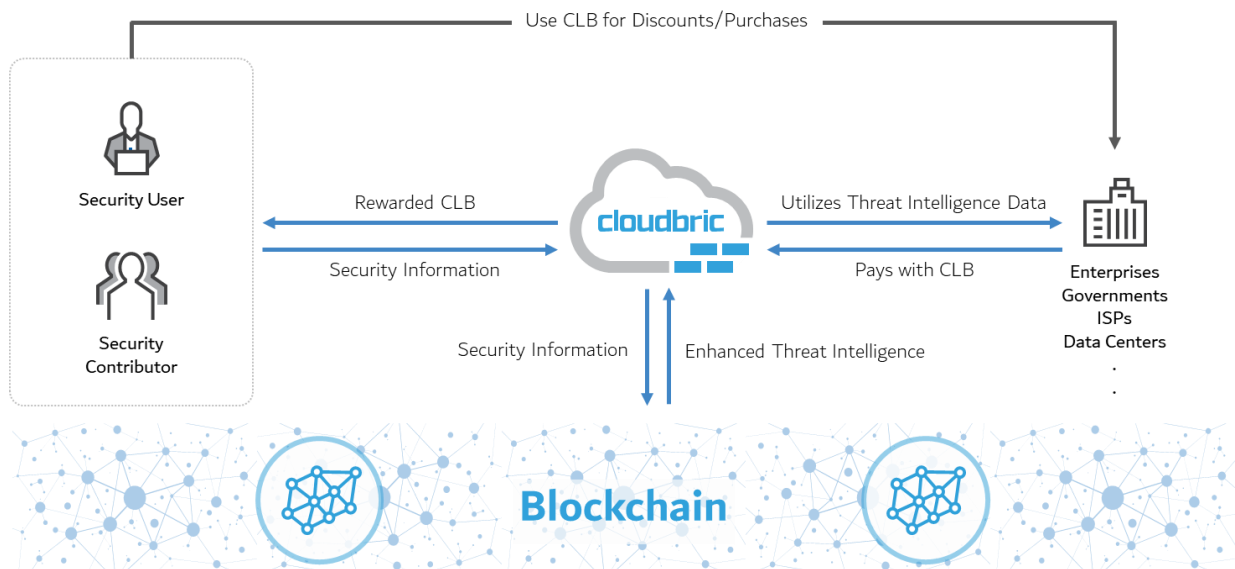 Use CLB for Discounts/Purchases
Security User
Security
Contributor
Rewarded CLB
Security Information
cloudbric
Utilizes Threat Intelligence Data
Pays with CLB
Enterprises
Governments
ISPs
Data Centers
.
.
Security Information
Enhanced Threat Intelligence
Blockchain